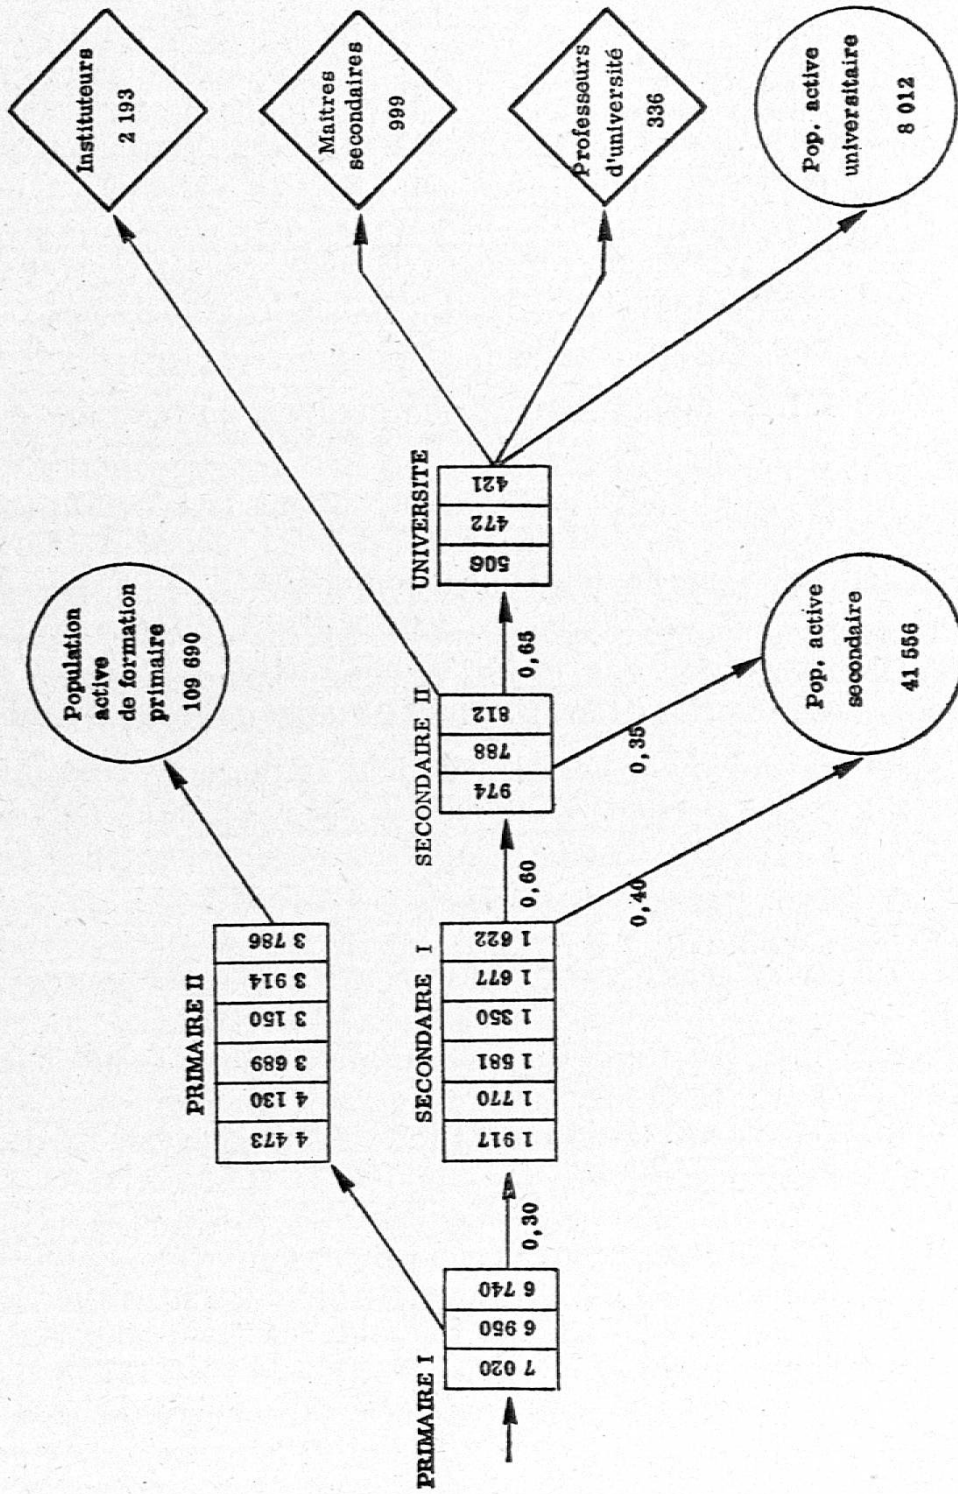 Instituteurs
2 193
Maîtres
secondaires
999
Professeurs
d'université
336
Pop. active
universitaire
8 012
Population
active
de formation
primaire
109 690
UNIVERSITE
506
472
421
0,65
SECONDAIRE II
974
788
812
0,35
Pop. active
secondaire
41 556
0,60
0,40
PRIMAIRE II
4 473
4 130
3 689
3 150
3 914
3 786
SECONDAIRE I
1 917
1 770
1 581
1 350
1 677
1 622
0,30
PRIMAIRE I
7 020
6 950
6 740